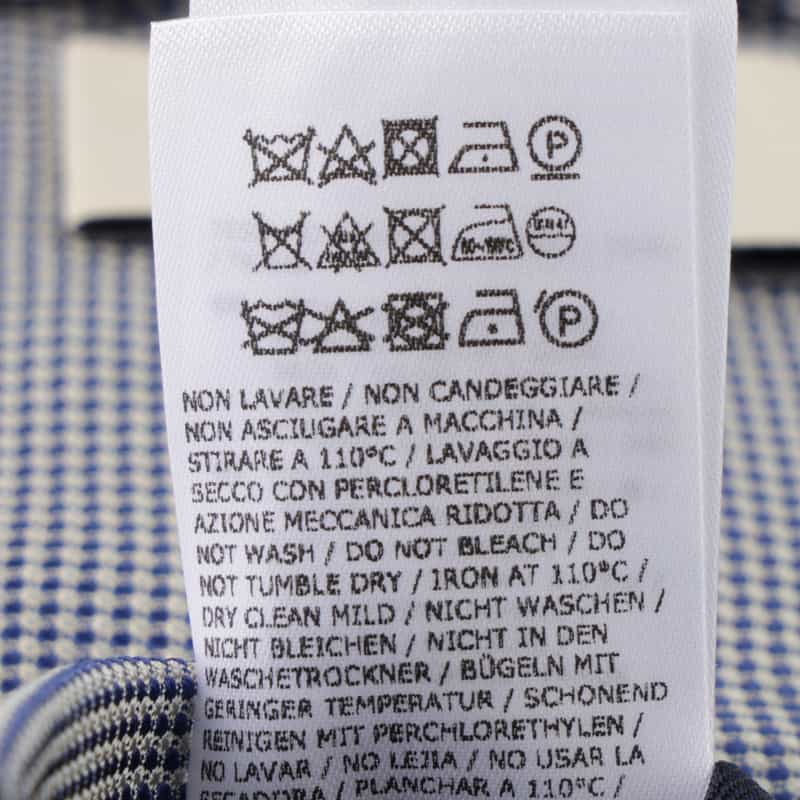 P
80~120°C
P
NON LAVARE / NON CANDEGGIARE /
NON ASCIUGARE A MACCHINA /
STIRARE A 110°C / LAVAGGIO A
SECCO CON PERCLORETILENE E
AZIONE MECCANICA RIDOTTA / DO
NOT WASH / DO NOT BLEACH / DO
NOT TUMBLE DRY / IRON AT 110°C /
DRY CLEAN MILD / NICHT WASCHEN /
NICHT BLEICHEN / NICHT IN DEN
WASCHETROCKNER / BÜGELN MIT
GERINGER TEMPERATUR / SCHONEND
REINIGEN MIT PERCHLORETHYLEN /
NO LAVAR / NO LEJIA / NO USAR LA
SECADORA / PLANCHAR A 110°C /